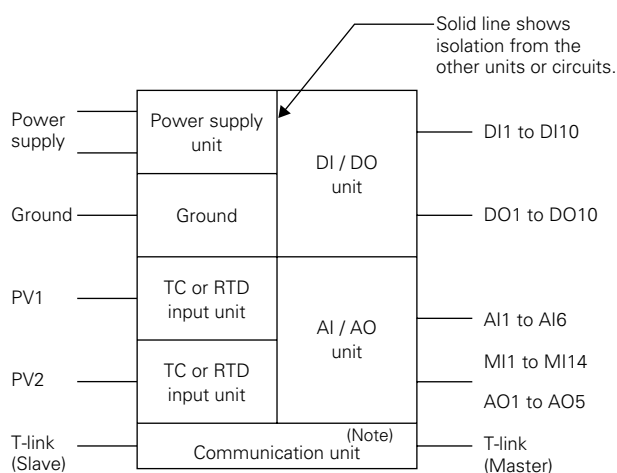 Solid line shows
isolation from the
other units or circuits.
Power
supply
Power supply
unit
DI / DO
unit
DI1 to DI10
Ground
Ground
DO1 to DO10
PV1
TC or RTD
input unit
AI / AO
unit
AI1 to AI6
MI1 to MI14
PV2
TC or RTD
input unit
AO1 to AO5
T-link
(Slave)
Communication unit
(Note)
T-link
(Master)